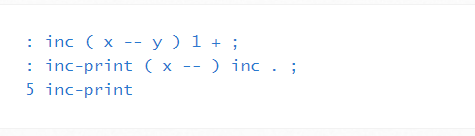 : inc ( x -- y ) 1 + ;
: inc-print ( x -- ) inc . ;
5 inc-print